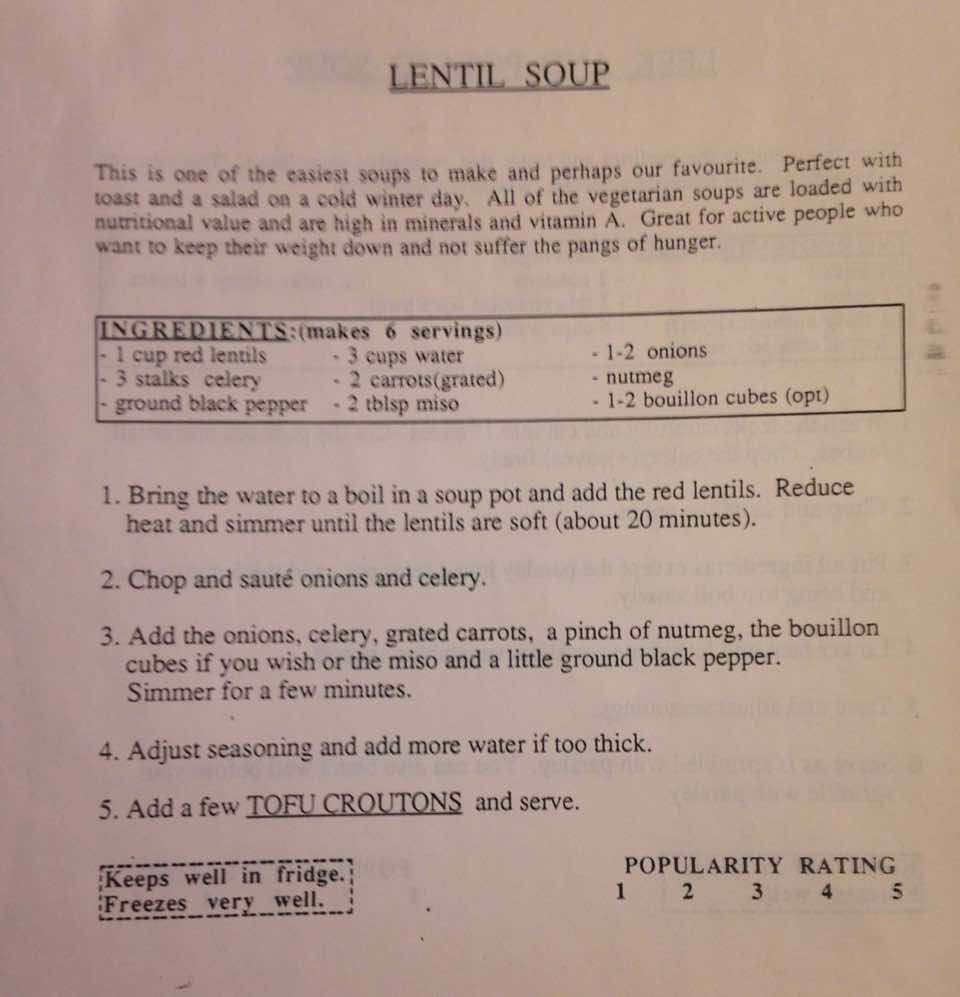 LENTIL SOUP
This is one of the easiest soups to make and perhaps our favourite. Perfect with
toast and a salad on a cold winter day. All of the vegetarian soups are loaded with
nutritional value and are high in minerals and vitamin A. Great for active people who
want to keep their weight down and not suffer the pangs of hunger.
INGREDIENTS:(makes 6 servings)
- 1 cup red lentils - 3 cups water - 1-2 onions
- 3 stalks celery - 2 carrots(grated) - nutmeg
- ground black pepper - 2 tblsp miso - 1-2 bouillon cubes (opt)
1. Bring the water to a boil in a soup pot and add the red lentils. Reduce
heat and simmer until the lentils are soft (about 20 minutes).
2. Chop and sauté onions and celery.
3. Add the onions, celery, grated carrots, a pinch of nutmeg, the bouillon
cubes if you wish or the miso and a little ground black pepper.
Simmer for a few minutes.
4. Adjust seasoning and add more water if too thick.
5. Add a few TOFU CROUTONS and serve.
Keeps well in fridge.
Freezes very well.
POPULARITY RATING
1 2 3 4 5